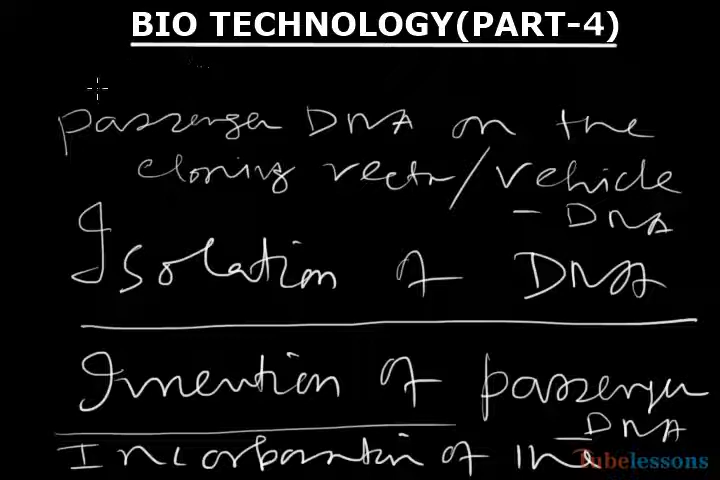 BIO TECHNOLOGY(PART-4)
passenger DNA on the
cloning vector/vehicle
- DNA
Isolation of DNA
Insertion of passenger
- DNA
Incorporation of the
Tubelessons